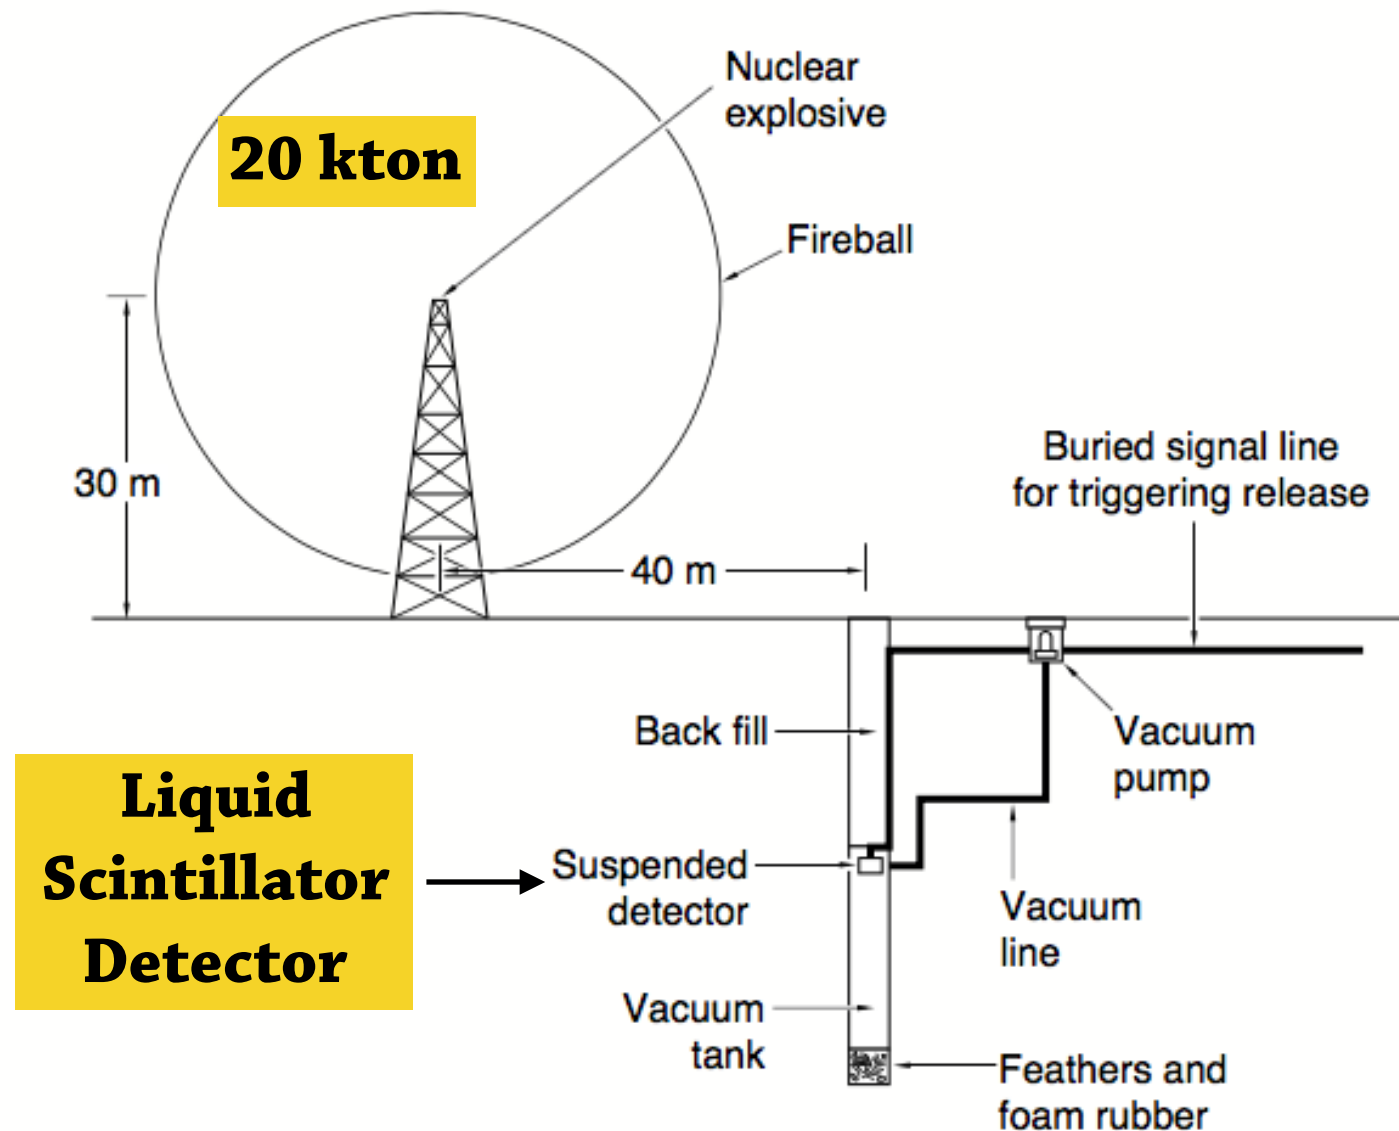 Nuclear
explosive
20 kton
Fireball
30 m
Buried signal line
for triggering release
40 m
Back fill
Vacuum
pump
Liquid
Scintillator
Detector
Suspended
detector
Vacuum
line
Vacuum
tank
Feathers and
foam rubber